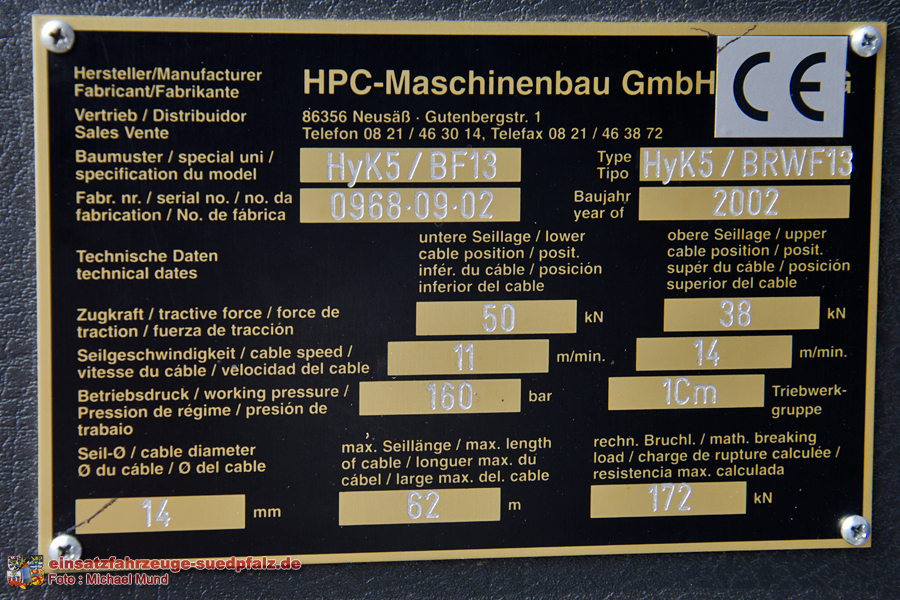 Hersteller/Manufacturer
Fabricant/Fabrikante
HPC-Maschinenbau GmbH G
CE
Vertrieb / Distribuidor
Sales Vente
86356 Neusäß · Gutenbergstr. 1
Telefon 08 21 / 46 30 14, Telefax 08 21 / 46 38 72
Baumuster / special uni /
specification du model
HyK5 / BF13
Type
Tipo
HyK5 / BRWF13
Fabr. nr. / serial no. / no. da
fabrication / No. de fábrica
0968·09·02
Baujahr
year of
2002
Technische Daten
technical dates
untere Seillage / lower
cable position / posit.
infér. du câble / posición
inferior del cable
obere Seillage / upper
cable position / posit.
supér du câble / posición
superior del cable
Zugkraft / tractive force / force de
traction / fuerza de tracción
50 kN
38 kN
Seilgeschwindigkeit / cable speed /
vitesse du câble / velocidad del cable
11 m/min.
14 m/min.
Betriebsdruck / working pressure /
Pression de régime / presión de
trabaio
160 bar
1Cm
Triebwerk-
gruppe
Seil-Ø / cable diameter
Ø du câble / Ø del cable
max. Seillänge / max. length
of cable / longuer max. du
câbel / large max. del. cable
rechn. Bruchl. / math. breaking
load / charge de rupture calculée /
resistencia max. calculada
14 mm
62 m
172 kN
einsatzfahrzeuge-suedpfalz.de
Foto : Michael Mund